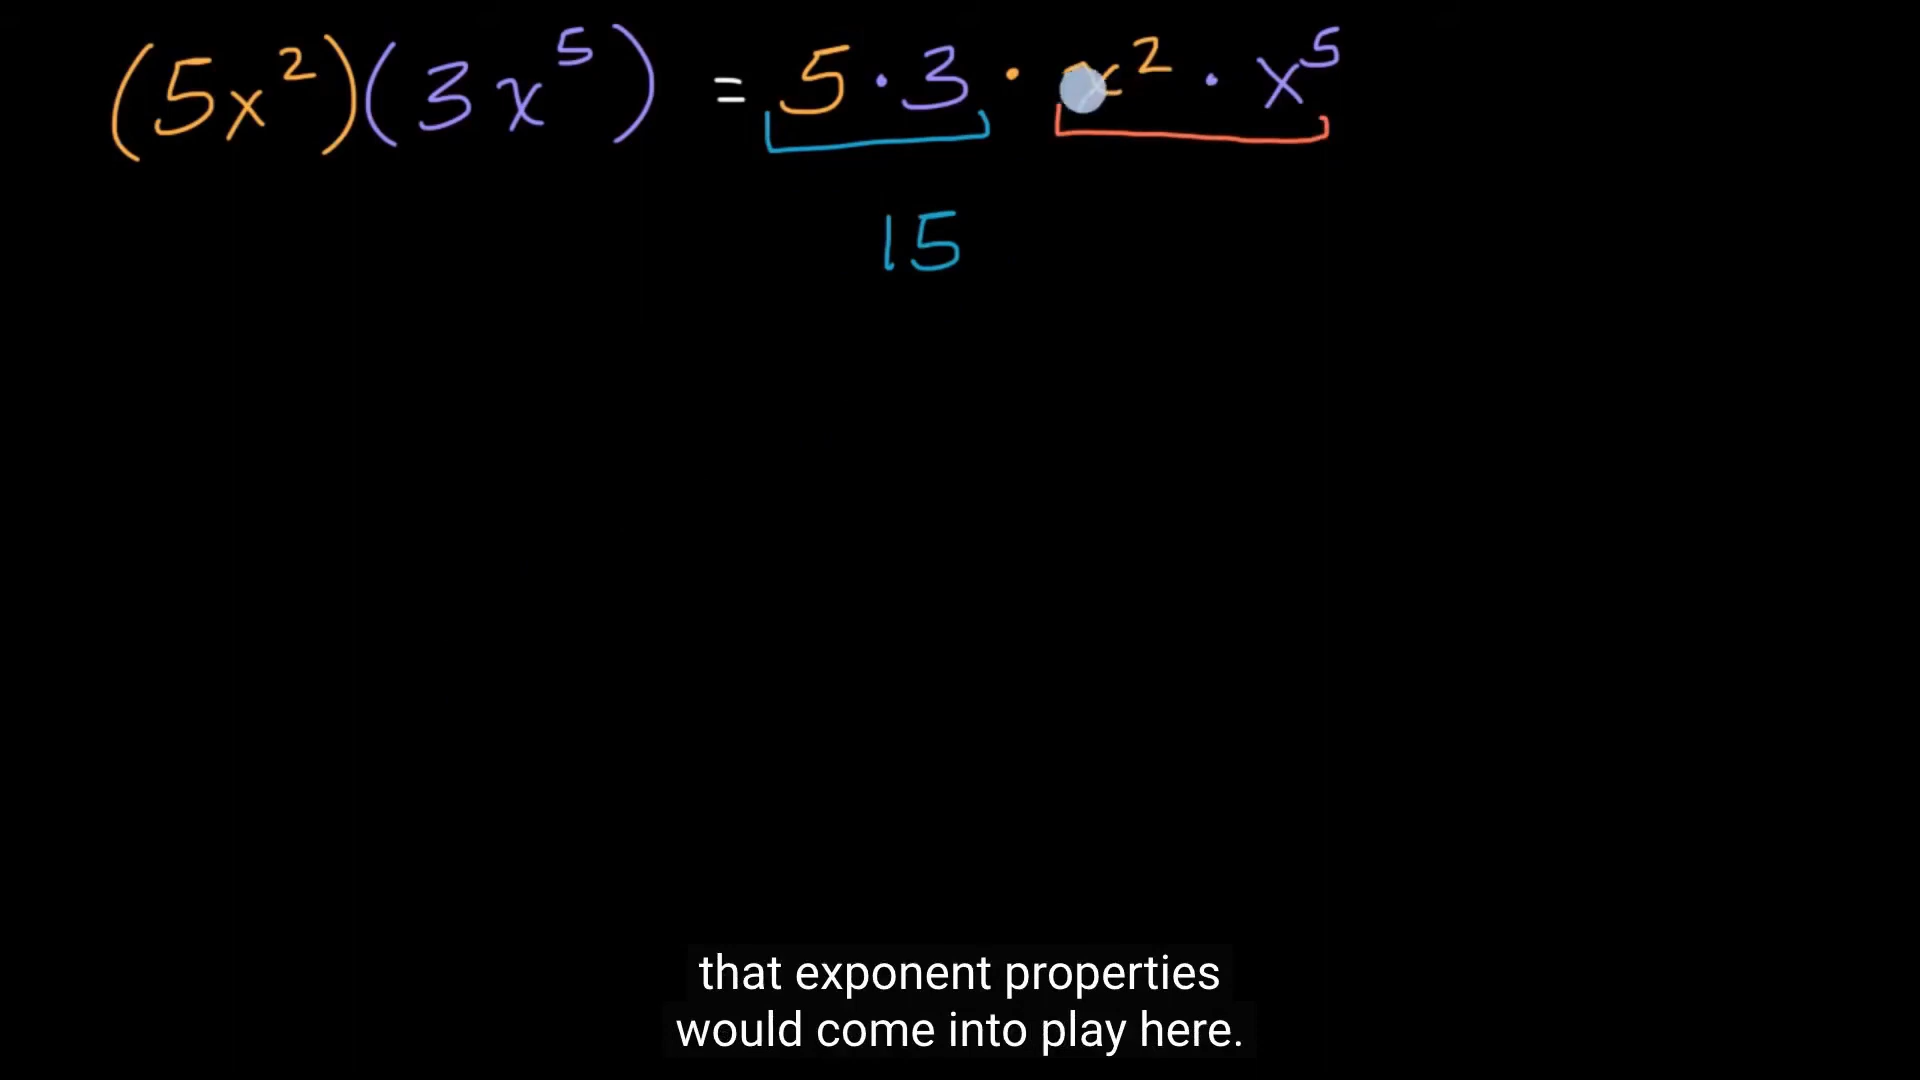 (5x²)(3x⁵) = 5 · 3 · x² · x⁵
15
that exponent properties
would come into play here.